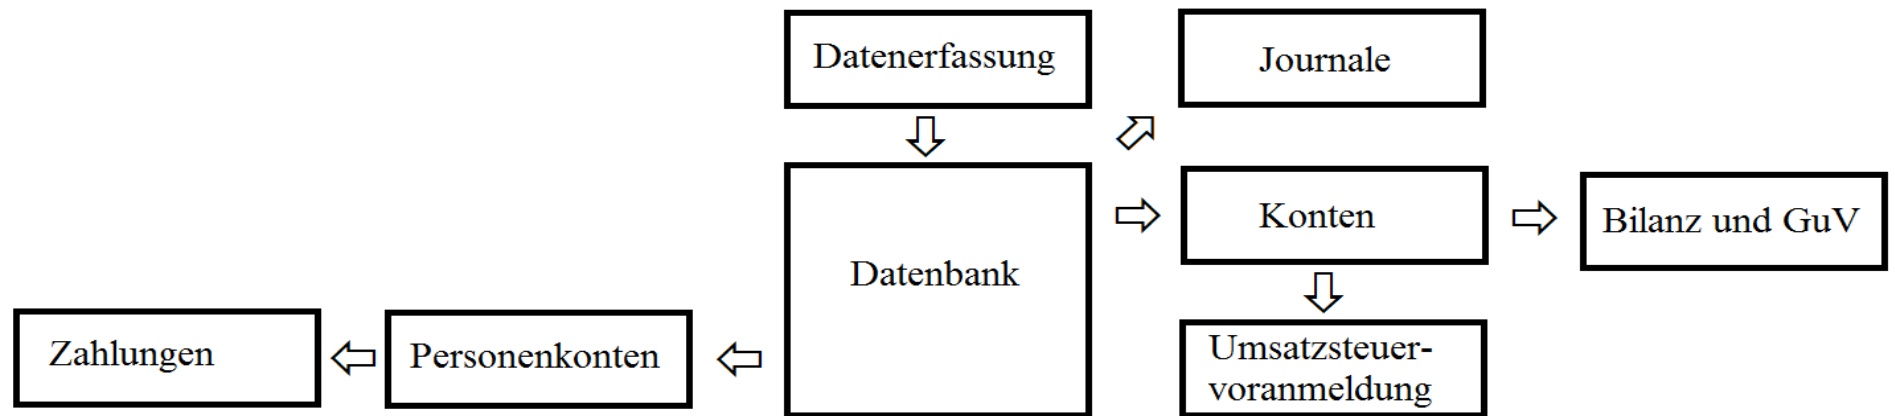 Datenerfassung
Journale
Konten
Bilanz und GuV
Datenbank
Zahlungen
Personenkonten
Umsatzsteuer-
voranmeldung